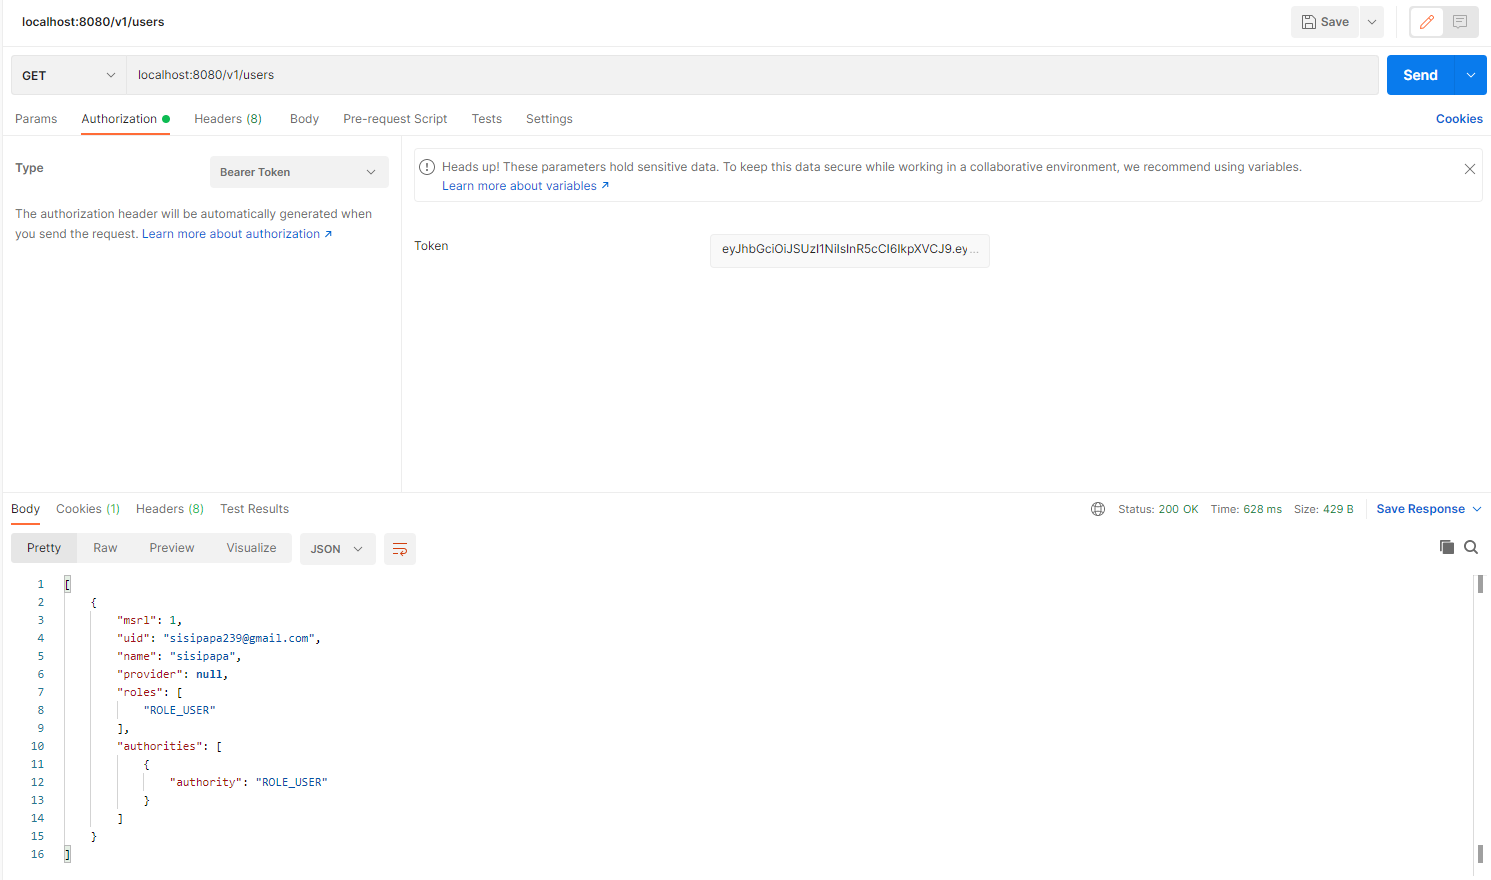 localhost:8080/v1/users
Save
GET
localhost:8080/v1/users
Send
Params Authorization Headers (8) Body Pre-request Script Tests Settings Cookies
Type
Bearer Token
The authorization header will be automatically generated when
you send the request. Learn more about authorization ↗
Heads up! These parameters hold sensitive data. To keep this data secure while working in a collaborative environment, we recommend using variables.
Learn more about variables ↗
Token
eyJhbGciOiJSUzI1NiIsInR5cCI6IkpXVCJ9.ey...
Body Cookies (1) Headers (8) Test Results Status: 200 OK Time: 628 ms Size: 429 B Save Response
Pretty Raw Preview Visualize JSON
1 [
2 {
3 "msrl": 1,
4 "uid": "sisipapa239@gmail.com",
5 "name": "sisipapa",
6 "provider": null,
7 "roles": [
8 "ROLE_USER"
9 ],
10 "authorities": [
11 {
12 "authority": "ROLE_USER"
13 }
14 ]
15 }
16 ]